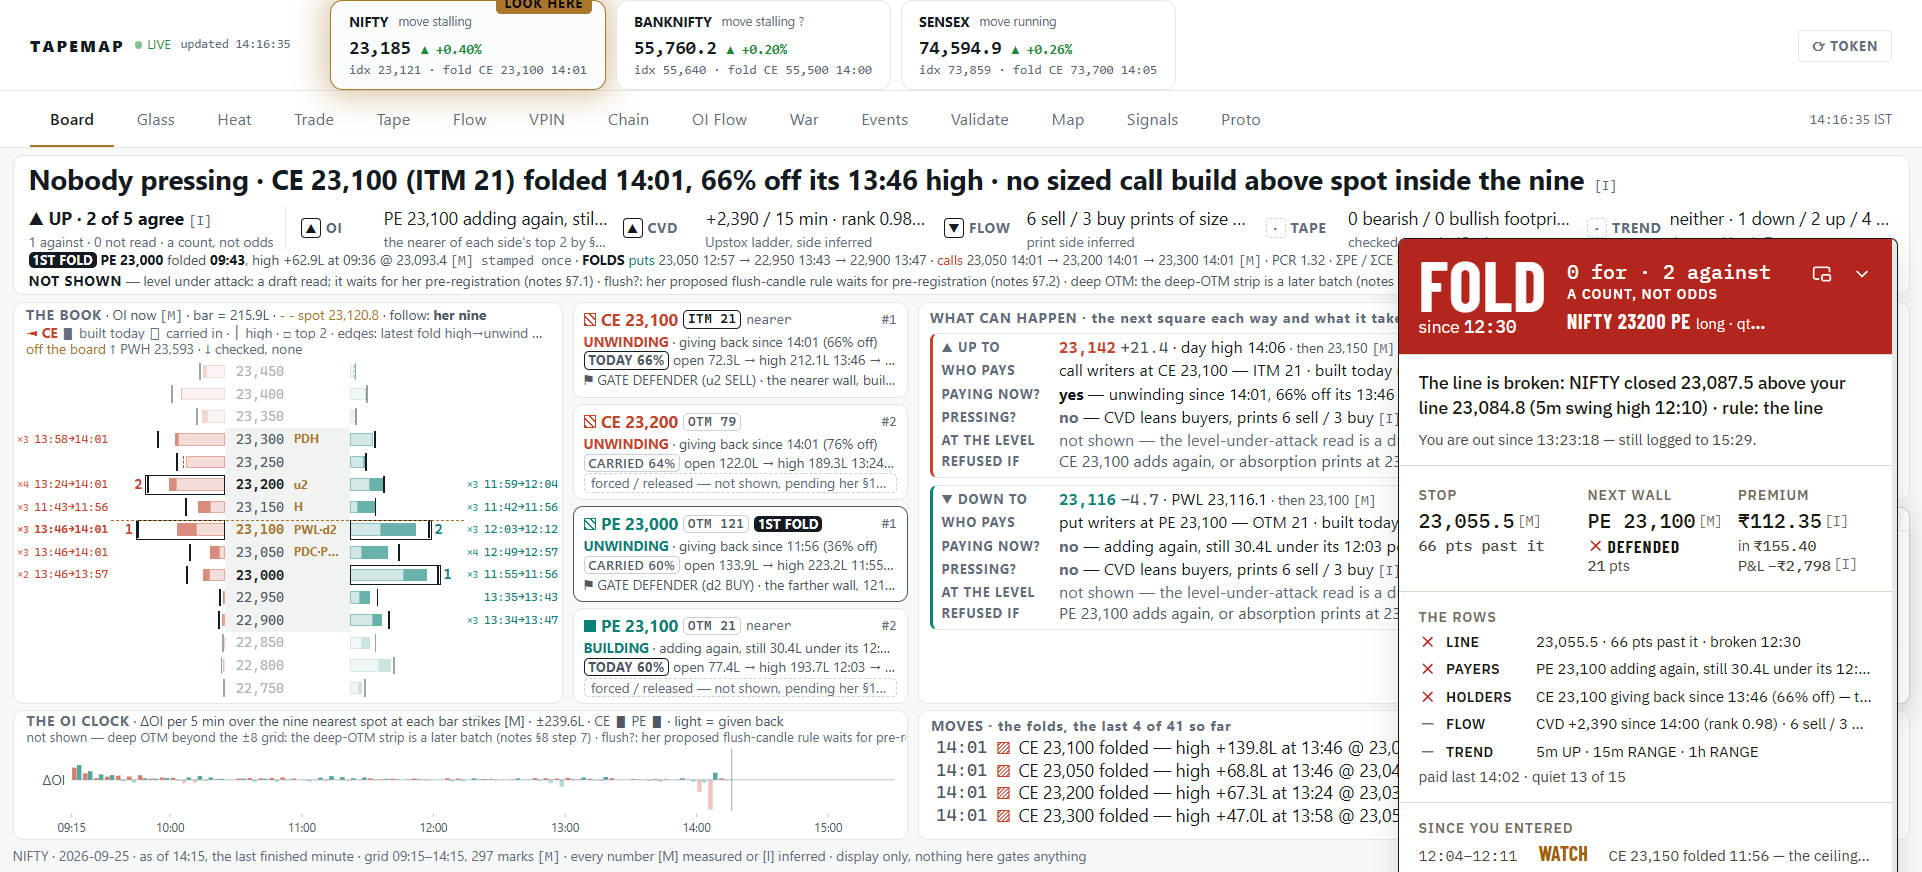 LOOK HERE
NIFTY move stalling
23,185 ▲ +0.40%
idx 23,121 · fold CE 23,100 14:01
BANKNIFTY move stalling ?
55,760.2 ▲ +0.20%
idx 55,640 · fold CE 55,500 14:00
SENSEX move running
74,594.9 ▲ +0.26%
idx 73,859 · fold CE 73,700 14:05
TAPEMAP ● LIVE updated 14:16:35
⟳ TOKEN
Board Glass Heat Trade Tape Flow VPIN Chain OI Flow War Events Validate Map Signals Proto
14:16:35 IST
Nobody pressing · CE 23,100 (ITM 21) folded 14:01, 66% off its 13:46 high · no sized call build above spot inside the nine [I]
▲ UP · 2 of 5 agree [I]
1 against · 0 not read · a count, not odds
▲ OI PE 23,100 adding again, stil…
the nearer of each side's top 2 by §…
▲ CVD +2,390 / 15 min · rank 0.98…
Upstox ladder, side inferred
▼ FLOW 6 sell / 3 buy prints of size …
print side inferred
· TAPE 0 bearish / 0 bullish footpri…
checked
· TREND neither · 1 down / 2 up / 4 …
1ST FOLD PE 23,000 folded 09:43, high +62.9L at 09:36 @ 23,093.4 [M] stamped once · FOLDS puts 23,050 12:57 → 22,950 13:43 → 22,900 13:47 · calls 23,050 14:01 → 23,200 14:01 → 23,300 14:01 [M] · PCR 1.32 · ΣPE / ΣCE
NOT SHOWN — level under attack: a draft read; it waits for her pre-registration (notes §7.1) · flush?: her proposed flush-candle rule waits for pre-registration (notes §7.2) · deep OTM: the deep-OTM strip is a later batch (notes
THE BOOK · OI now [M] · bar = 215.9L · - - spot 23,120.8 · follow: her nine
CE built today carried in · | high · □ top 2 · edges: latest fold high→unwind …
off the board ↑ PWH 23,593 · ↓ checked, none
23,450
23,400
23,350
×3 13:58→14:01 23,300 PDH
23,250
×4 13:24→14:01 2 23,200 u2 ×3 11:59→12:04
×3 11:43→11:56 23,150 H ×3 11:42→11:56
×3 13:46→14:01 1 23,100 PWL·d2 2 ×3 12:03→12:12
×3 13:46→14:01 23,050 PDC·P… ×4 12:49→12:57
×2 13:46→13:57 23,000 1 ×3 11:55→11:56
22,950 13:35→13:43
22,900 ×3 13:34→13:47
22,850
22,800
22,750
CE 23,100 ITM 21 nearer #1
UNWINDING · giving back since 14:01 (66% off)
TODAY 66% open 72.3L → high 212.1L 13:46 → …
⚑ GATE DEFENDER (u2 SELL) · the nearer wall, buil…
CE 23,200 OTM 79 #2
UNWINDING · giving back since 14:01 (76% off)
CARRIED 64% open 122.0L → high 189.3L 13:24…
forced / released — not shown, pending her §1…
PE 23,000 OTM 121 1ST FOLD #1
UNWINDING · giving back since 11:56 (36% off)
CARRIED 60% open 133.9L → high 223.2L 11:55…
⚑ GATE DEFENDER (d2 BUY) · the farther wall, 121…
PE 23,100 OTM 21 nearer #2
BUILDING · adding again, still 30.4L under its 12:…
TODAY 60% open 77.4L → high 193.7L 12:03 → …
forced / released — not shown, pending her §1…
WHAT CAN HAPPEN · the next square each way and what it take
▲ UP TO 23,142 +21.4 · day high 14:06 · then 23,150 [M]
WHO PAYS call writers at CE 23,100 — ITM 21 · built today
PAYING NOW? yes — unwinding since 14:01, 66% off its 13:46
PRESSING? no — CVD leans buyers, prints 6 sell / 3 buy [I]
AT THE LEVEL not shown — the level-under-attack read is a d
REFUSED IF CE 23,100 adds again, or absorption prints at 23
▼ DOWN TO 23,116 −4.7 · PWL 23,116.1 · then 23,100 [M]
WHO PAYS put writers at PE 23,100 — OTM 21 · built today
PAYING NOW? no — adding again, still 30.4L under its 12:03 p
PRESSING? no — CVD leans buyers, prints 6 sell / 3 buy [I]
AT THE LEVEL not shown — the level-under-attack read is a d
REFUSED IF PE 23,100 adds again, or absorption prints at 23
THE OI CLOCK · ΔOI per 5 min over the nine nearest spot at each bar strikes [M] · ±239.6L · CE PE · light = given back
not shown — deep OTM beyond the ±8 grid: the deep-OTM strip is a later batch (notes §8 step 7) · flush?: her proposed flush-candle rule waits for pre-r
ΔOI
09:15 10:00 11:00 12:00 13:00 14:00 15:00
MOVES · the folds, the last 4 of 41 so far
14:01 CE 23,100 folded — high +139.8L at 13:46 @ 23,0
14:01 CE 23,050 folded — high +68.8L at 13:46 @ 23,04
14:01 CE 23,200 folded — high +67.3L at 13:24 @ 23,03
14:01 CE 23,300 folded — high +47.0L at 13:58 @ 23,05
NIFTY · 2026-09-25 · as of 14:15, the last finished minute · grid 09:15–14:15, 297 marks [M] · every number [M] measured or [I] inferred · display only, nothing here gates anything
FOLD
since 12:30
0 for · 2 against
A COUNT, NOT ODDS
NIFTY 23200 PE long · qt…
The line is broken: NIFTY closed 23,087.5 above your
line 23,084.8 (5m swing high 12:10) · rule: the line
You are out since 13:23:18 — still logged to 15:29.
STOP
23,055.5 [M]
66 pts past it
NEXT WALL
PE 23,100 [M]
✕ DEFENDED
21 pts
PREMIUM
₹112.35 [I]
in ₹155.40
P&L −₹2,798 [I]
THE ROWS
✕ LINE 23,055.5 · 66 pts past it · broken 12:30
✕ PAYERS PE 23,100 adding again, still 30.4L under its 12:…
✕ HOLDERS CE 23,100 giving back since 13:46 (66% off) — t…
— FLOW CVD +2,390 since 14:00 (rank 0.98) · 6 sell / 3 …
— TREND 5m UP · 15m RANGE · 1h RANGE
paid last 14:02 · quiet 13 of 15
SINCE YOU ENTERED
12:04–12:11 WATCH CE 23,150 folded 11:56 — the ceiling…